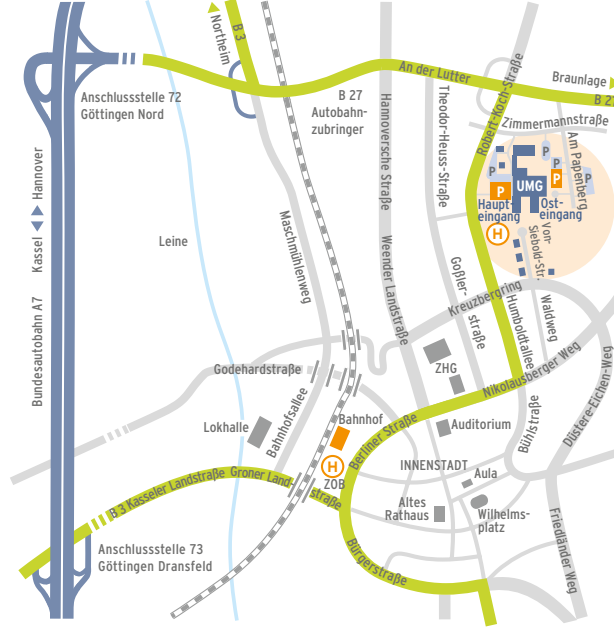 Northeim
B 3
An der Lutter
Braunlage
B 2
Anschlussstelle 72
Göttingen Nord
B 27
Autobahn-
zubringer
Hannoversche Straße
Theodor-Heuss-Straße
Robert-Koch-Straße
Zimmermannstraße
Am Papenberg
P
P
P
P
P
P
UMG
Haupt-
eingang
Ost-
eingang
H
Von-
Siebold-Str.
Kassel
Hannover
Bundesautobahn A7
Leine
Maschmühlenweg
Weender Landstraße
Goßler-
straße
Kreuzbergring
Humboldtallee
Waldweg
Godehardstraße
ZHG
Nikolausberger Weg
Düstere-Eichen-Weg
Lokhalle
Bahnhofsallee
Bahnhof
Berliner Straße
Auditorium
Bühlstraße
H
ZOB
INNENSTADT
Aula
B 3 Kasseler Landstraße
Groner Land-
straße
Altes
Rathaus
Wilhelms-
platz
Anschlussstelle 73
Göttingen Dransfeld
Bürgerstraße
Friedländer Weg